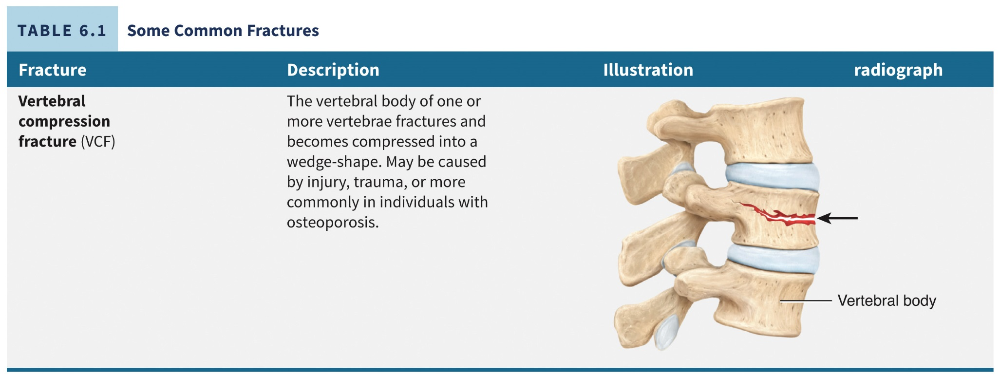 TABLE 6.1 Some Common Fractures
Fracture Description Illustration radiograph
Vertebral
compression
fracture (VCF)
The vertebral body of one or
more vertebrae fractures and
becomes compressed into a
wedge-shape. May be caused
by injury, trauma, or more
commonly in individuals with
osteoporosis.
Vertebral body